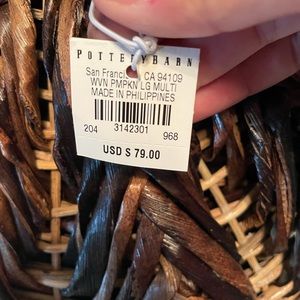 POTTERYBARN
San Francisco CA 94109
WVN PMPKN LG MULTI
MADE IN PHILIPPINES
204 3142301 968
USD $ 79.00